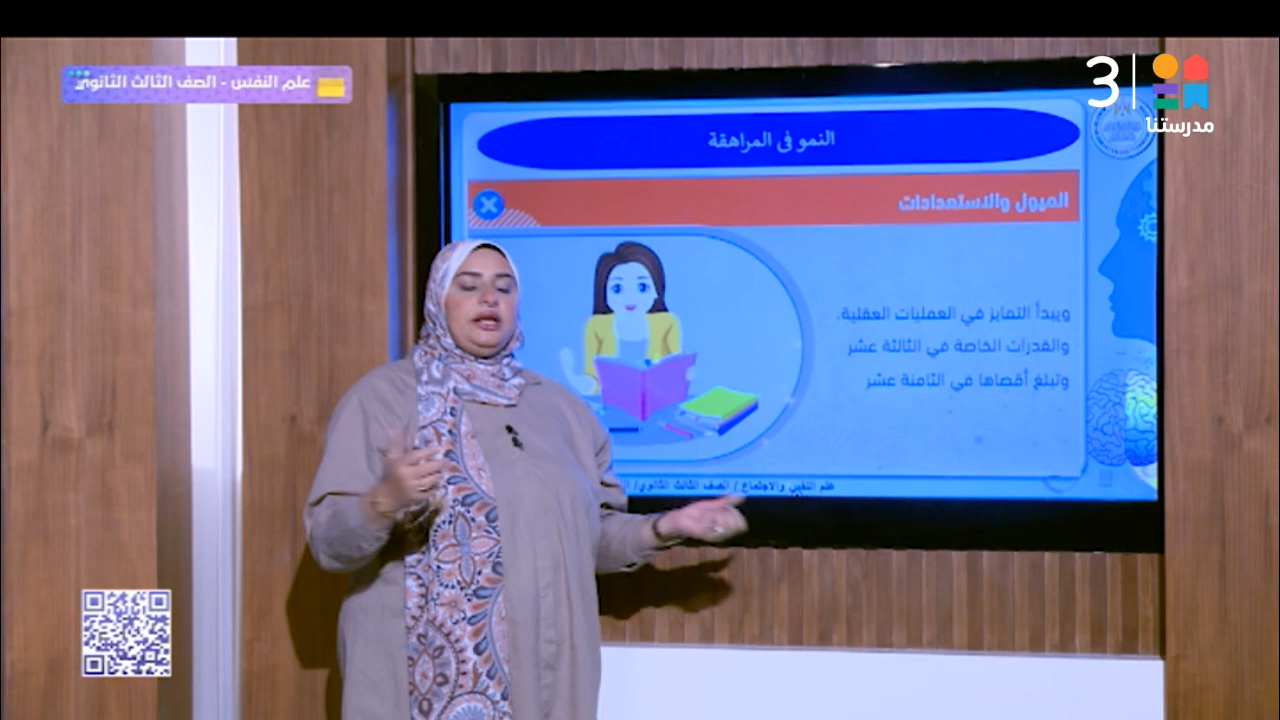 علم النفس - الصف الثالث الثانوي
3
مدرستنا
النمو فى المراهقة
الميول والاستعدادات
ويبدأ التمايز في العمليات العقلية.
والقدرات الخاصة في الثالثة عشر
وتبلغ أقصاها في الثامنة عشر
علم النفس والاجتماع / الصف الثالث الثانوي/